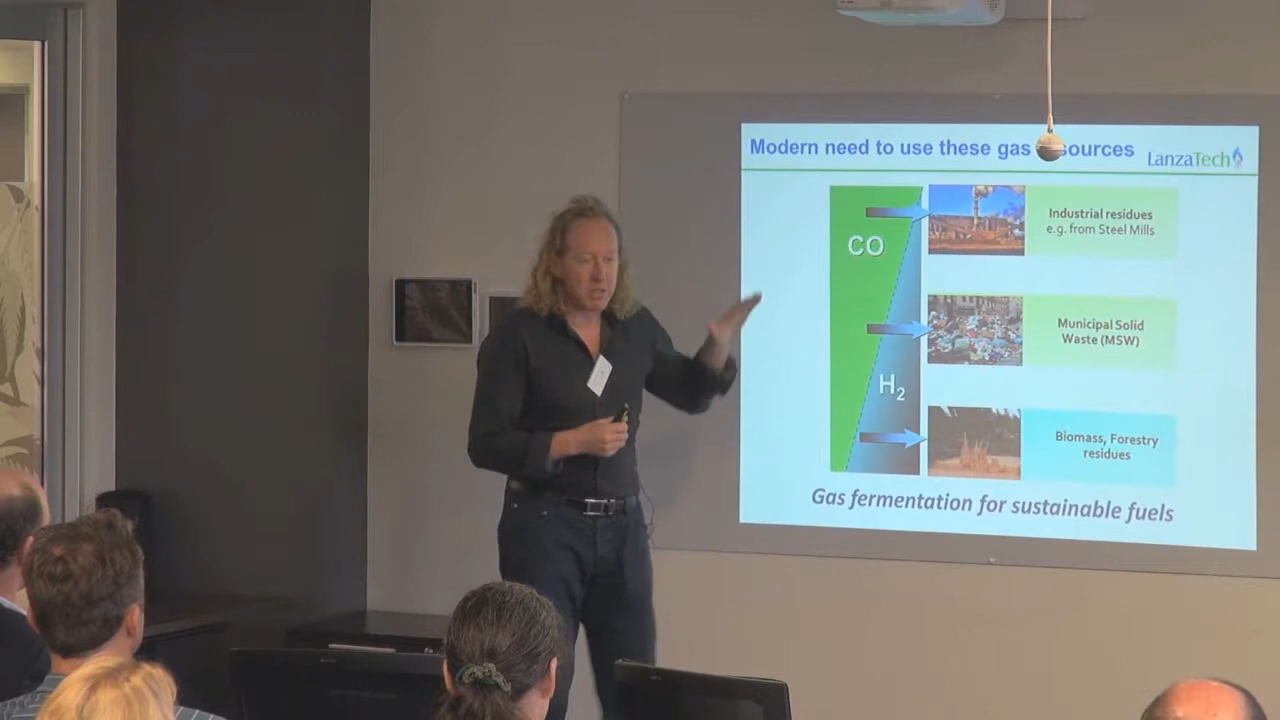 Modern need to use these gas
LanzaTech
CO
Industrial residues
e.g. from Steel Mills
Municipal Solid
Waste (MSW)
H₂
Biomass, Forestry
residues
Gas fermentation for sustainable fuels